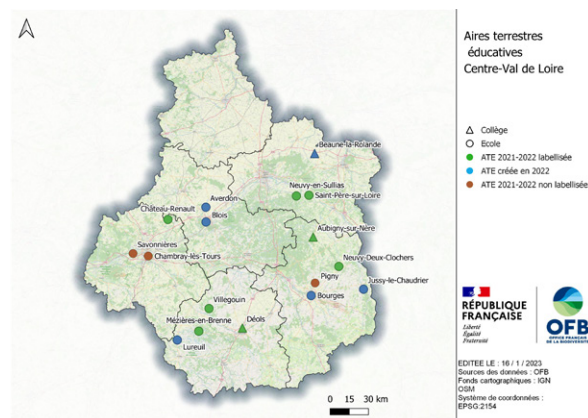 Aires terrestres
éducatives
Centre-Val de Loire
Collège
Ecole
ATE 2021-2022 labellisée
ATE créée en 2022
ATE 2021-2022 non labellisée
Beaune-la-Rolande
Neuvy-en-Sullias
Saint-Père-sur-Loire
Averdon
Château-Renault
Blois
Aubigny-sur-Nère
Savonnières
Chambray-lès-Tours
Neuvy-Deux-Clochers
Pigny
Jussy-le-Chaudrier
Bourges
Villegouin
Mézières-en-Brenne
Déols
Lureuil
0 15 30 km
RÉPUBLIQUE
FRANÇAISE
Liberté
Égalité
Fraternité
OFB
OFFICE FRANÇAIS
DE LA BIODIVERSITÉ
EDITEE LE : 16 / 1 / 2023
Sources des données : OFB
Fonds cartographiques : IGN
OSM
Système de coordonnées :
EPSG:2154